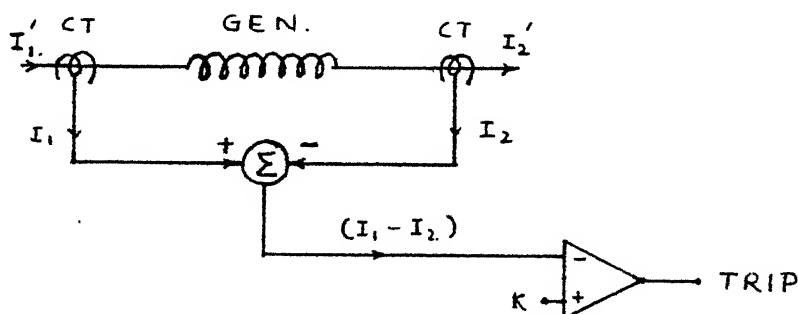 CT GEN. CT
I₁'. I₂'
I₁ + Σ - I₂
(I₁ - I₂.)
-
K + TRIP